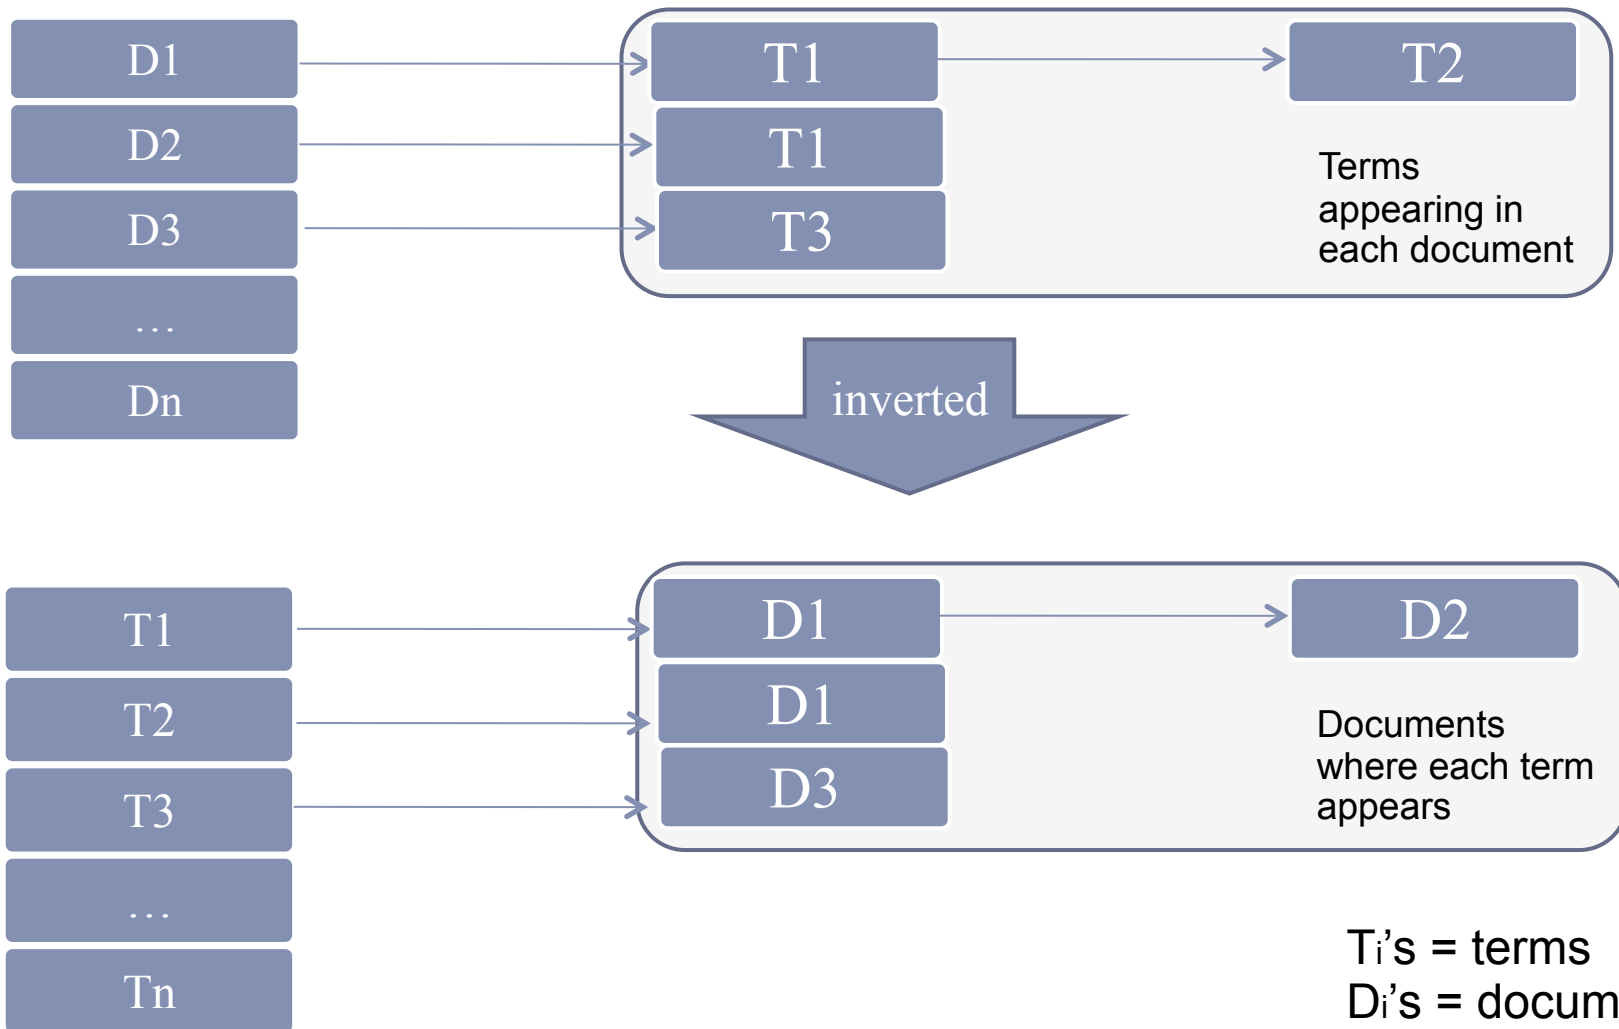 D1
T1
T2
D2
T1
D3
T3
Terms
appearing in
each document
…
Dn
inverted
T1
D1
D2
T2
D1
T3
D3
Documents
where each term
appears
…
Tn
Ti’s = terms
Di’s = docum